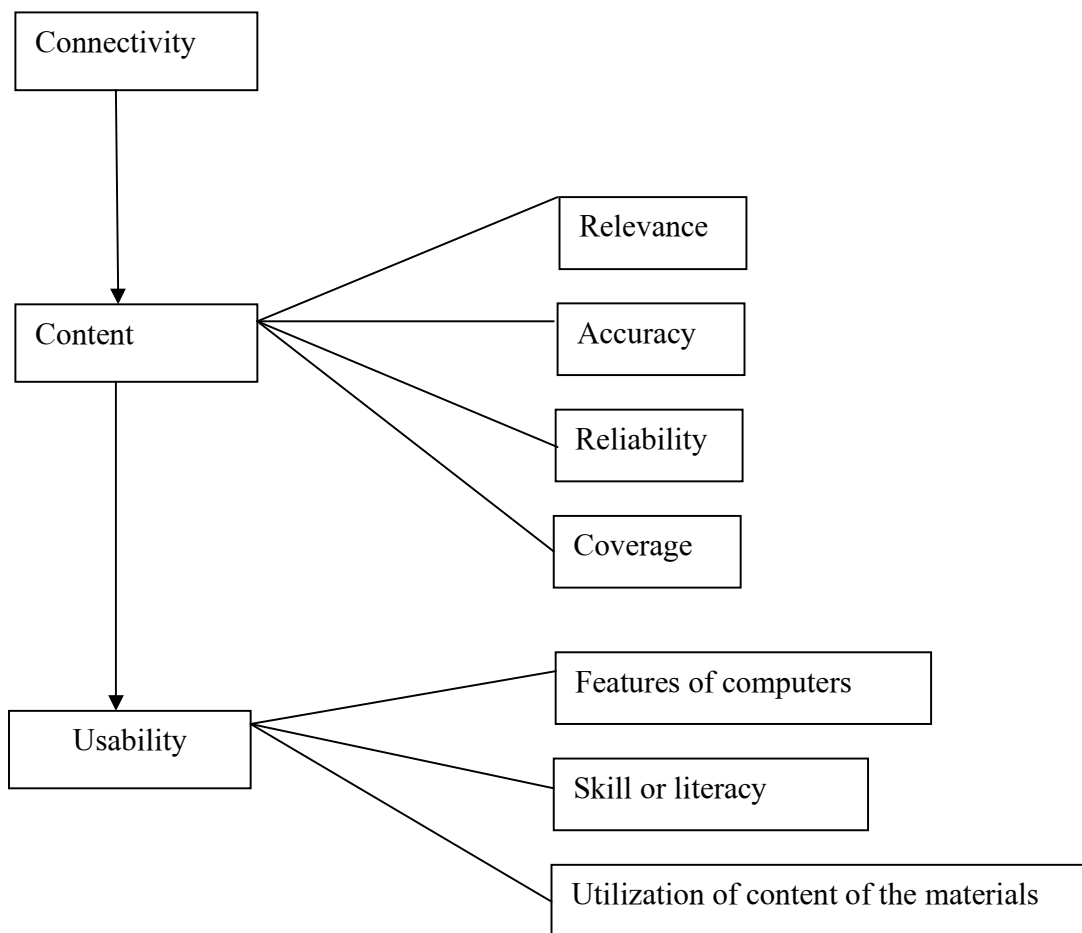 Connectivity
Relevance
Content
Accuracy
Reliability
Coverage
Features of computers
Usability
Skill or literacy
Utilization of content of the materials